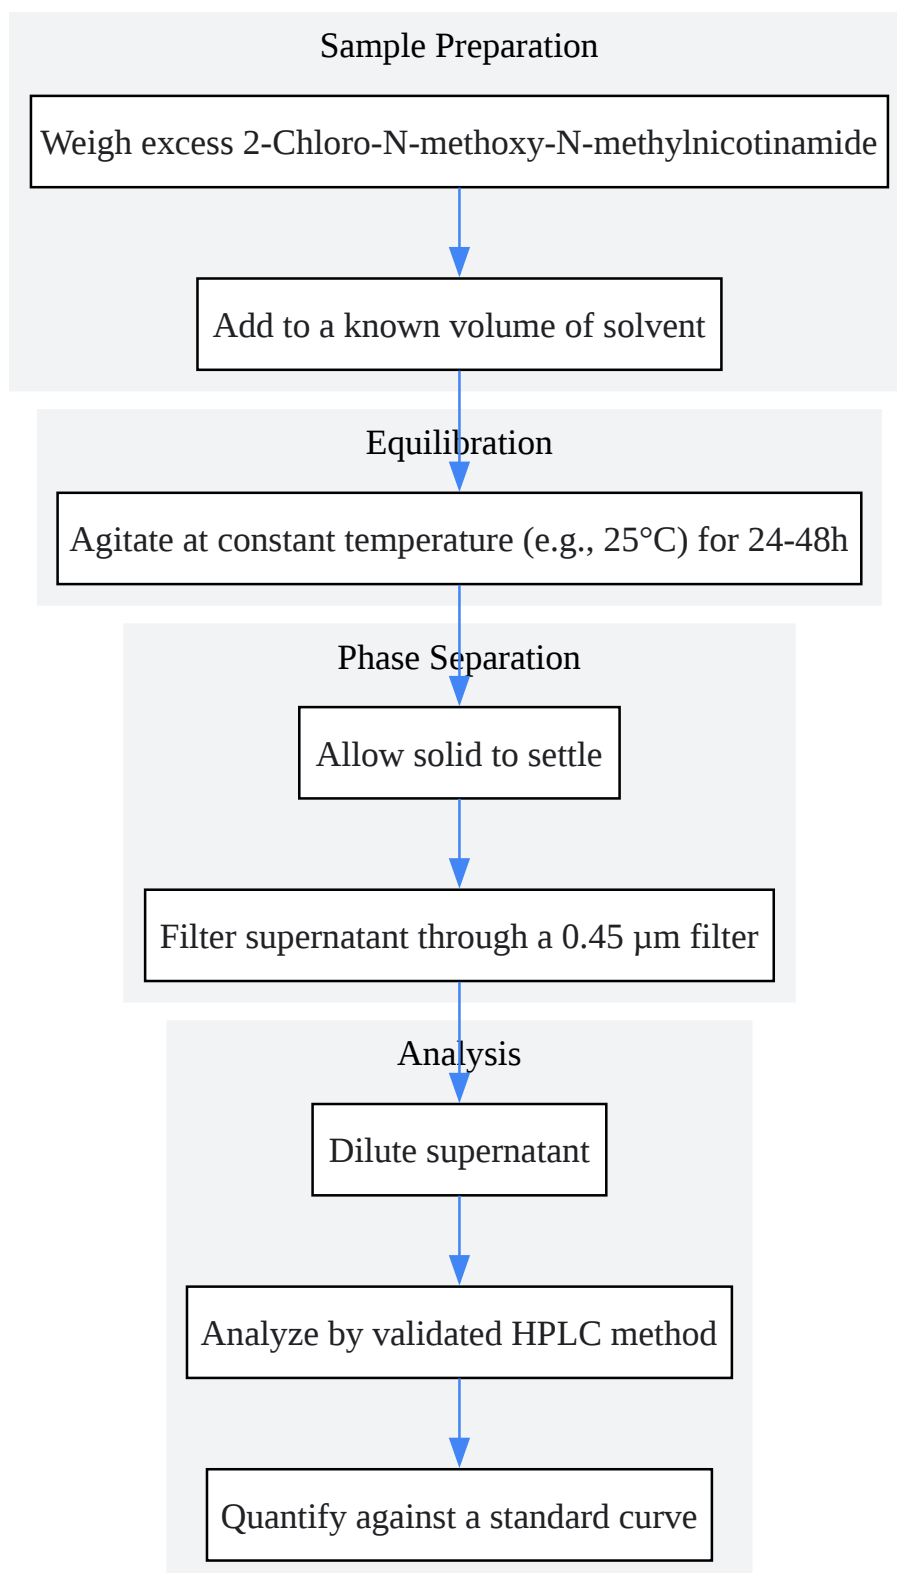 Sample Preparation
Weigh excess 2-Chloro-N-methoxy-N-methylnicotinamide
Add to a known volume of solvent
Equilibration
Agitate at constant temperature (e.g., 25°C) for 24-48h
Phase Separation
Allow solid to settle
Filter supernatant through a 0.45 µm filter
Analysis
Dilute supernatant
Analyze by validated HPLC method
Quantify against a standard curve